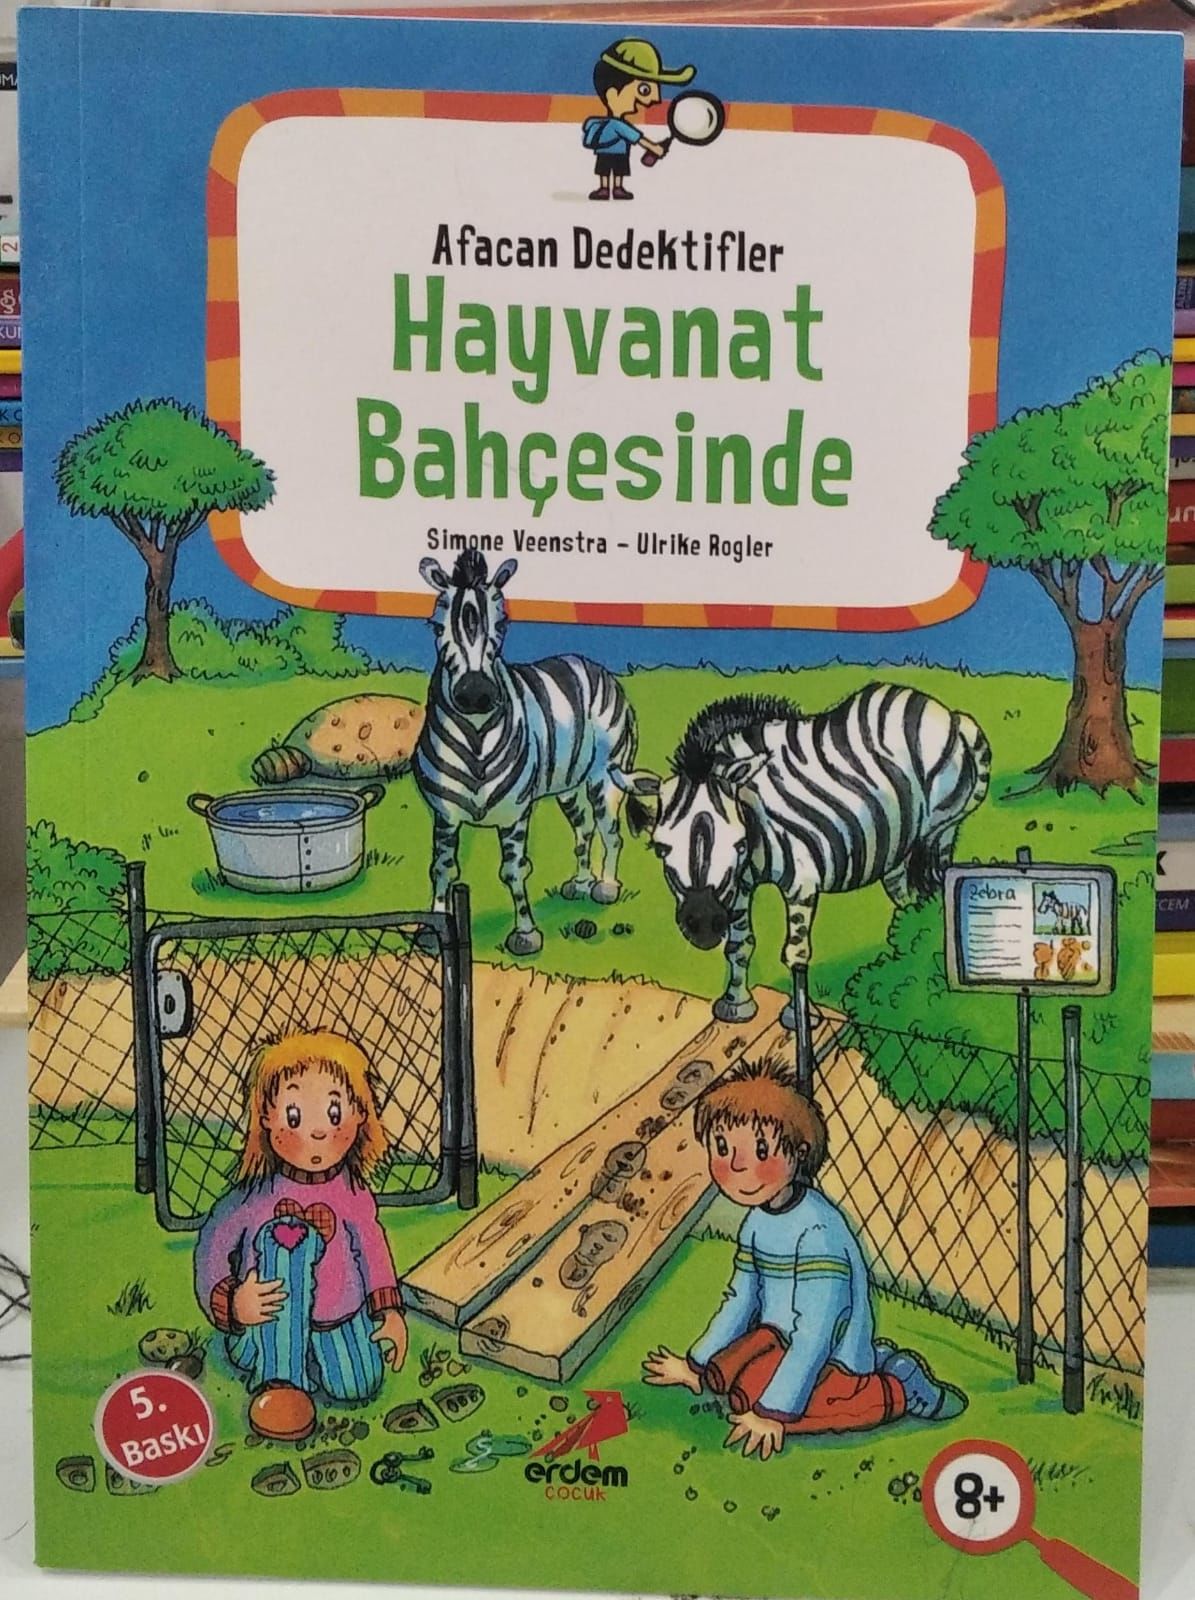 Afacan Dedektifler
Hayvanat
Bahçesinde
Simone Veenstra - Ulrike Rogler
zebra
5.
Baskı
erdem
çocuk
8+